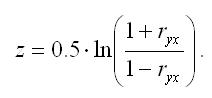 z = 0.5 · ln((1 + r_yx) / (1 − r_yx)).